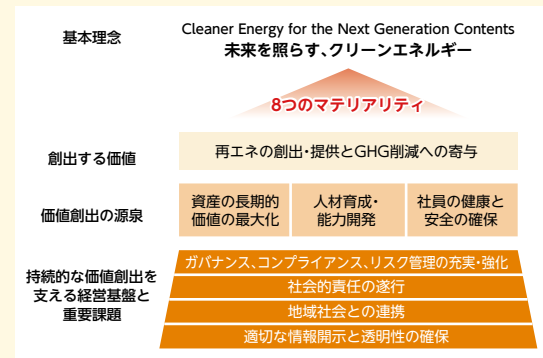 基本理念
Cleaner Energy for the Next Generation Contents
未来を照らす、クリーンエネルギー
8つのマテリアリティ
創出する価値
再エネの創出・提供とGHG削減への寄与
価値創出の源泉
資産の長期的
価値の最大化
人材育成・
能力開発
社員の健康と
安全の確保
持続的な価値創出を
支える経営基盤と
重要課題
ガバナンス、コンプライアンス、リスク管理の充実・強化
社会的責任の遂行
地域社会との連携
適切な情報開示と透明性の確保